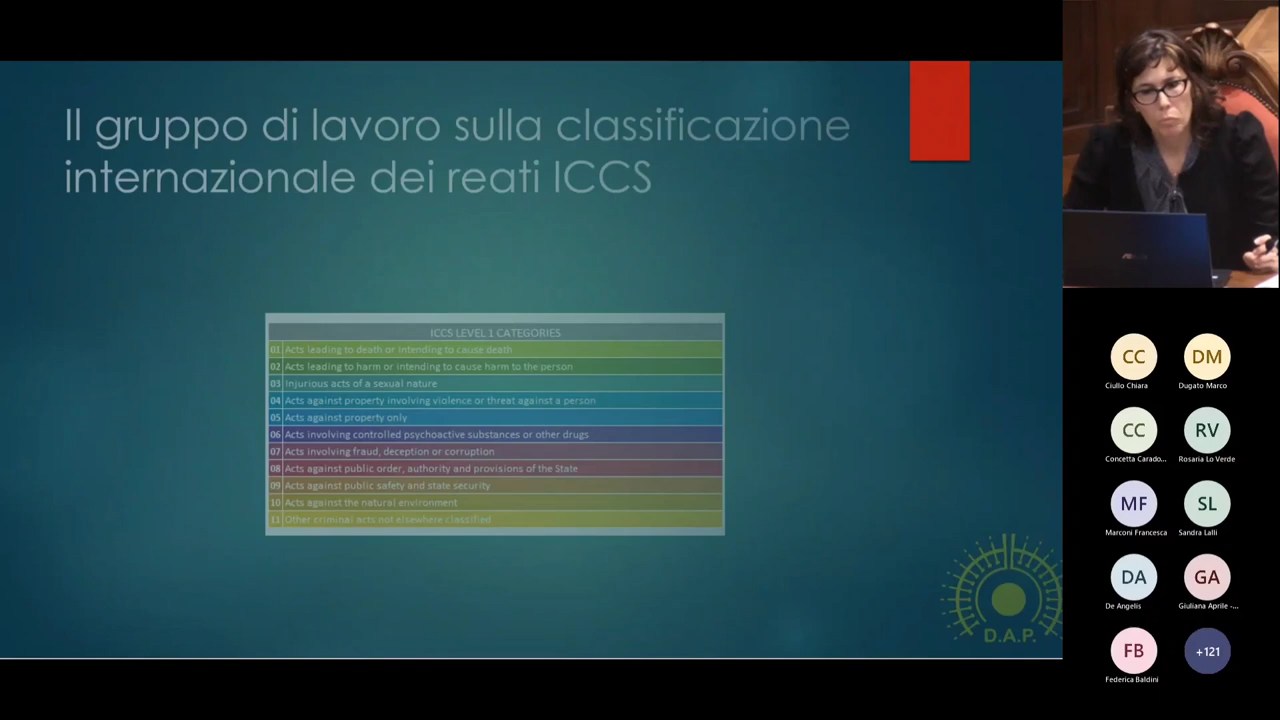 Il gruppo di lavoro sulla classificazione
internazionale dei reati ICCS
ICCS LEVEL 1 CATEGORIES
01 Acts leading to death or intending to cause death
02 Acts leading to harm or intending to cause harm to the person
03 Injurious acts of a sexual nature
04 Acts against property involving violence or threat against a person
05 Acts against property only
06 Acts involving controlled psychoactive substances or other drugs
07 Acts involving fraud, deception or corruption
08 Acts against public order, authority and provisions of the State
09 Acts against public safety and state security
10 Acts against the natural environment
11 Other criminal acts not elsewhere classified
D.A.P.
CC DM
Ciullo Chiara Dugato Marco
CC RV
Concetta Carado... Rosaria Lo Verde
MF SL
Marconi Francesca Sandra Lalli
DA GA
De Angelis Giuliana Aprile -...
FB +121
Federica Baldini